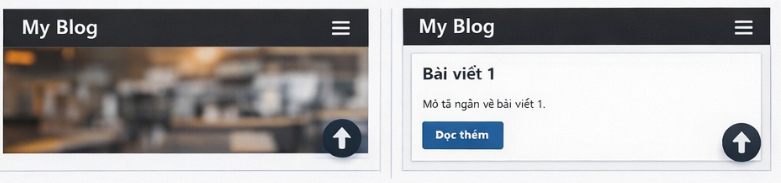 My Blog
My Blog
Bài viết 1
Mô tả ngắn về bài viết 1.
Đọc thêm